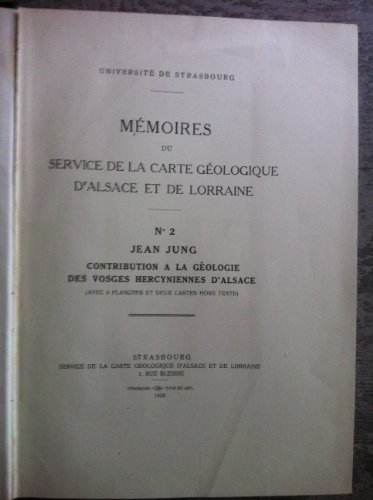 UNIVERSITÉ DE STRASBOURG
MÉMOIRES
DU
SERVICE DE LA CARTE GÉOLOGIQUE
D'ALSACE ET DE LORRAINE
N° 2
JEAN JUNG
CONTRIBUTION A LA GÉOLOGIE
DES VOSGES HERCYNIENNES D'ALSACE
(AVEC 5 PLANCHES ET DEUX CARTES HORS TEXTE)
STRASBOURG
SERVICE DE LA CARTE GÉOLOGIQUE D'ALSACE ET DE LORRAINE
1, RUE BLESSIG
1928